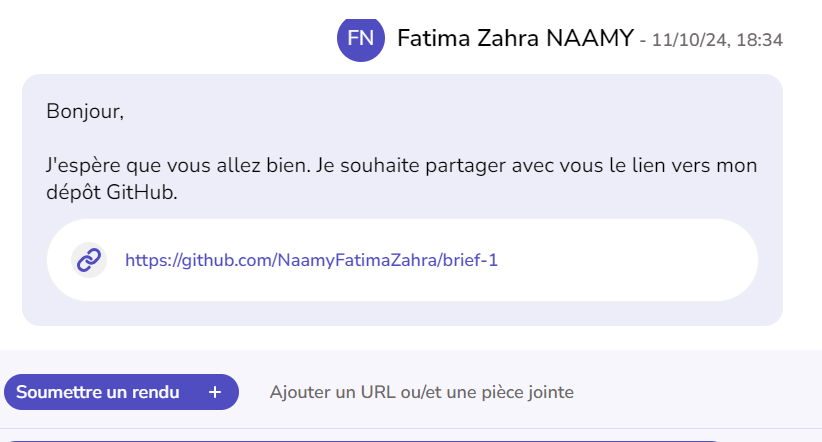 FN Fatima Zahra NAAMY - 11/10/24, 18:34
Bonjour,
J'espère que vous allez bien. Je souhaite partager avec vous le lien vers mon
dépôt GitHub.
https://github.com/NaamyFatimaZahra/brief-1
Soumettre un rendu + Ajouter un URL ou/et une pièce jointe